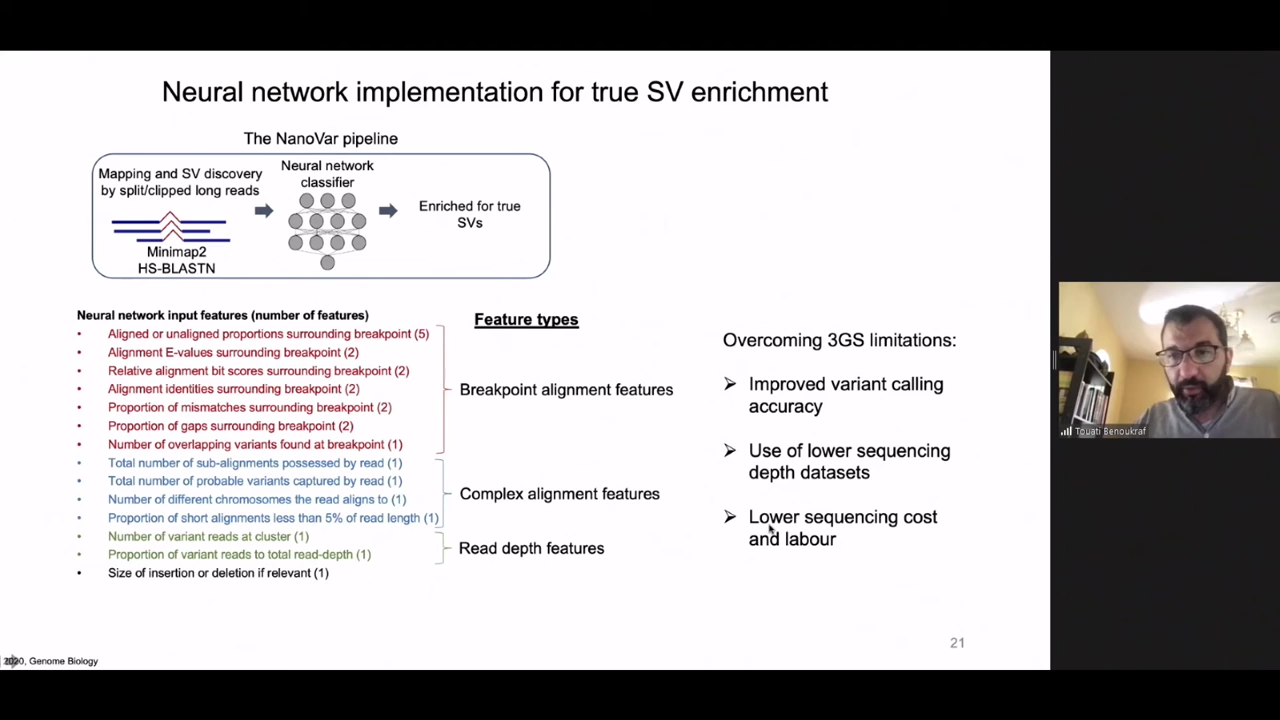 Neural network implementation for true SV enrichment
The NanoVar pipeline
Mapping and SV discovery
by split/clipped long reads
Minimap2
HS-BLASTN
Neural network
classifier
Enriched for true
SVs
Neural network input features (number of features)
• Aligned or unaligned proportions surrounding breakpoint (5)
• Alignment E-values surrounding breakpoint (2)
• Relative alignment bit scores surrounding breakpoint (2)
• Alignment identities surrounding breakpoint (2)
• Proportion of mismatches surrounding breakpoint (2)
• Proportion of gaps surrounding breakpoint (2)
• Number of overlapping variants found at breakpoint (1)
• Total number of sub-alignments possessed by read (1)
• Total number of probable variants captured by read (1)
• Number of different chromosomes the read aligns to (1)
• Proportion of short alignments less than 5% of read length (1)
• Number of variant reads at cluster (1)
• Proportion of variant reads to total read-depth (1)
• Size of insertion or deletion if relevant (1)
Feature types
Breakpoint alignment features
Complex alignment features
Read depth features
Overcoming 3GS limitations:
➢ Improved variant calling
accuracy
➢ Use of lower sequencing
depth datasets
➢ Lower sequencing cost
and labour
21
2020, Genome Biology
Touati Benoukraf